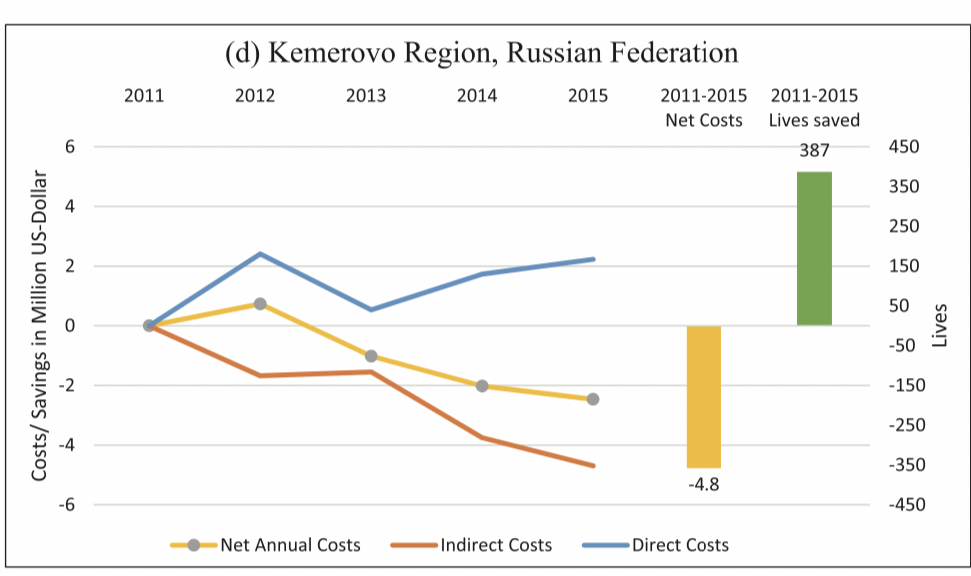 (d) Kemerovo Region, Russian Federation
2011 2012 2013 2014 2015 2011-2015 2011-2015
Net Costs Lives saved
6 387 450
350
4
250
2 150
50
0
-50
-2 -150
-250
-4
-350
-4.8
-6 -450
Costs/ Savings in Million US-Dollar
Lives
Net Annual Costs Indirect Costs Direct Costs